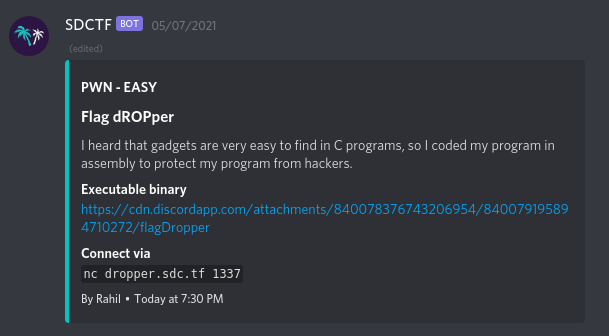 SDCTF BOT 05/07/2021
(edited)
PWN - EASY
Flag dROPper
I heard that gadgets are very easy to find in C programs, so I coded my program in
assembly to protect my program from hackers.
Executable binary
https://cdn.discordapp.com/attachments/840078376743206954/84007919589
4710272/flagDropper
Connect via
nc dropper.sdc.tf 1337
By Rahil • Today at 7:30 PM